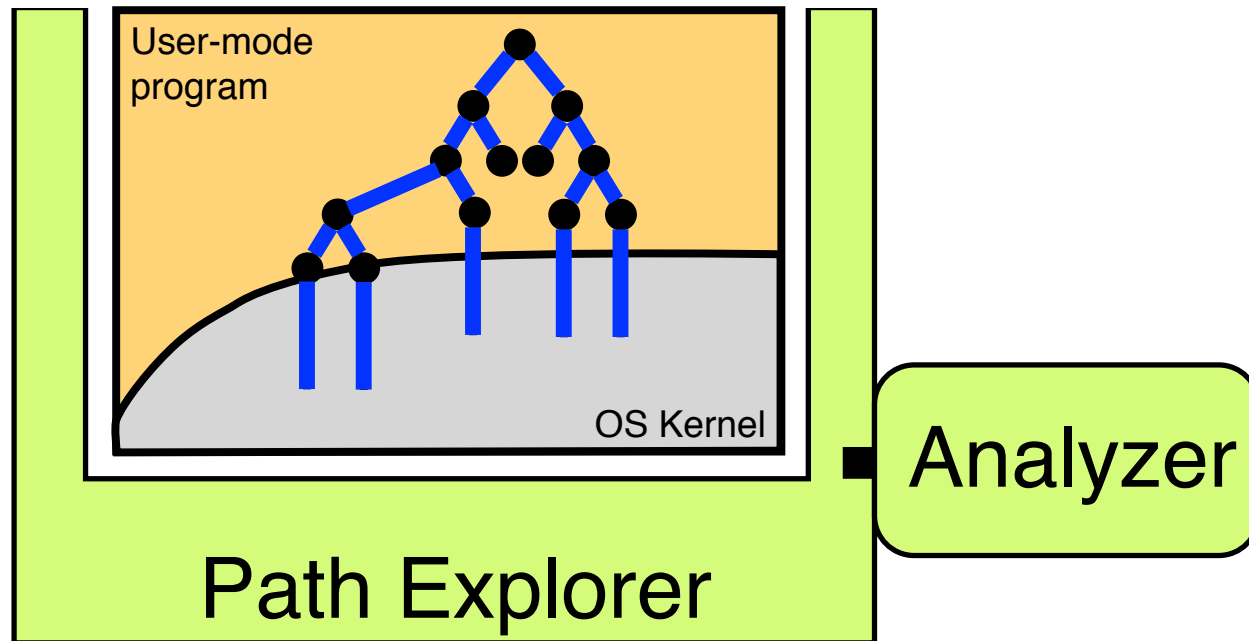 User-mode
program
OS Kernel
Analyzer
Path Explorer